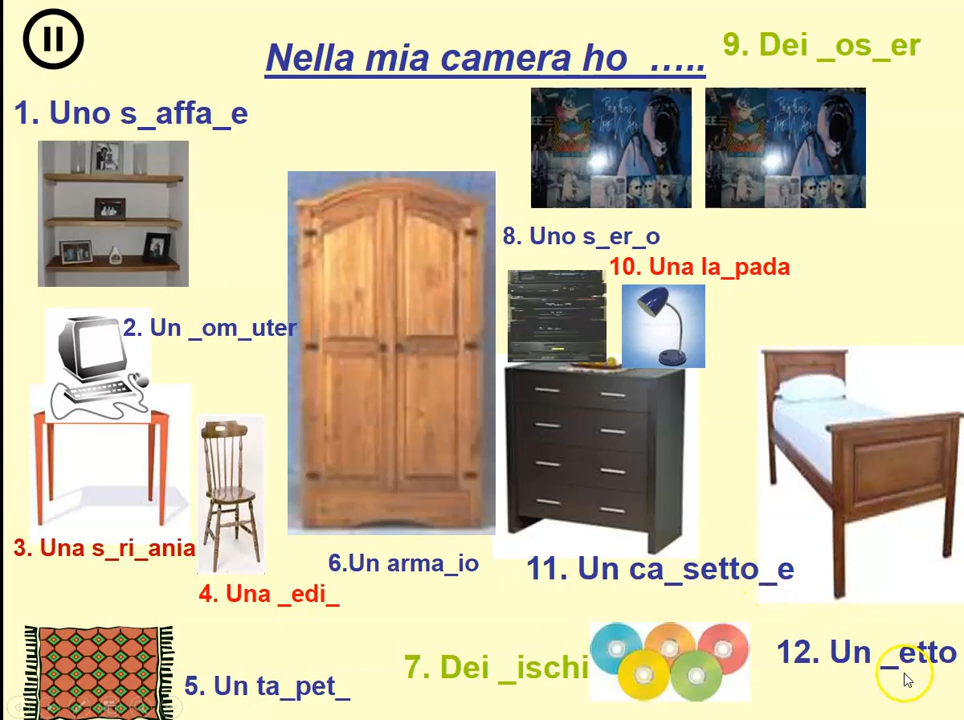 Nella mia camera ho …..
9. Dei _os_er
1. Uno s_affa_e
8. Uno s_er_o
10. Una la_pada
2. Un _om_uter
3. Una s_ri_ania
6.Un arma_io
11. Un ca_setto_e
4. Una _edi_
12. Un _etto
7. Dei _ischi
5. Un ta_pet_